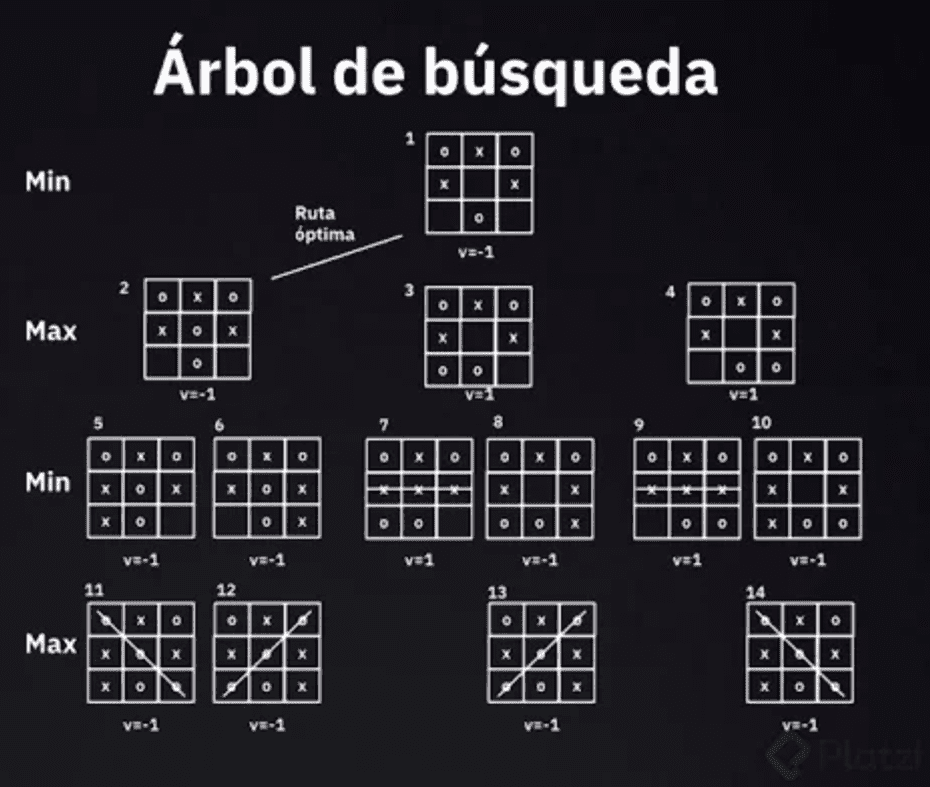 Árbol de búsqueda
1
o x o
Min
x x
Ruta
óptima
o
v=-1
2
3
4
o x o
o x o
o x o
Max
x o x
x x
x x
o
o o
o o
v=-1
v=1
v=1
5
6
7
8
9
10
o x o
o x o
o x o
o x o
o x o
o x o
Min
x o x
x o x
x x x
x x
x x x
x x
x o
o x
o o
o o x
o o
x o o
v=-1
v=-1
v=1
v=-1
v=1
v=-1
11
12
13
14
o x o
o x o
o x o
o x o
Max
x o x
x o x
x o x
x o x
x o o
o o x
o o x
x o o
v=-1
v=-1
v=-1
v=-1
Platzi